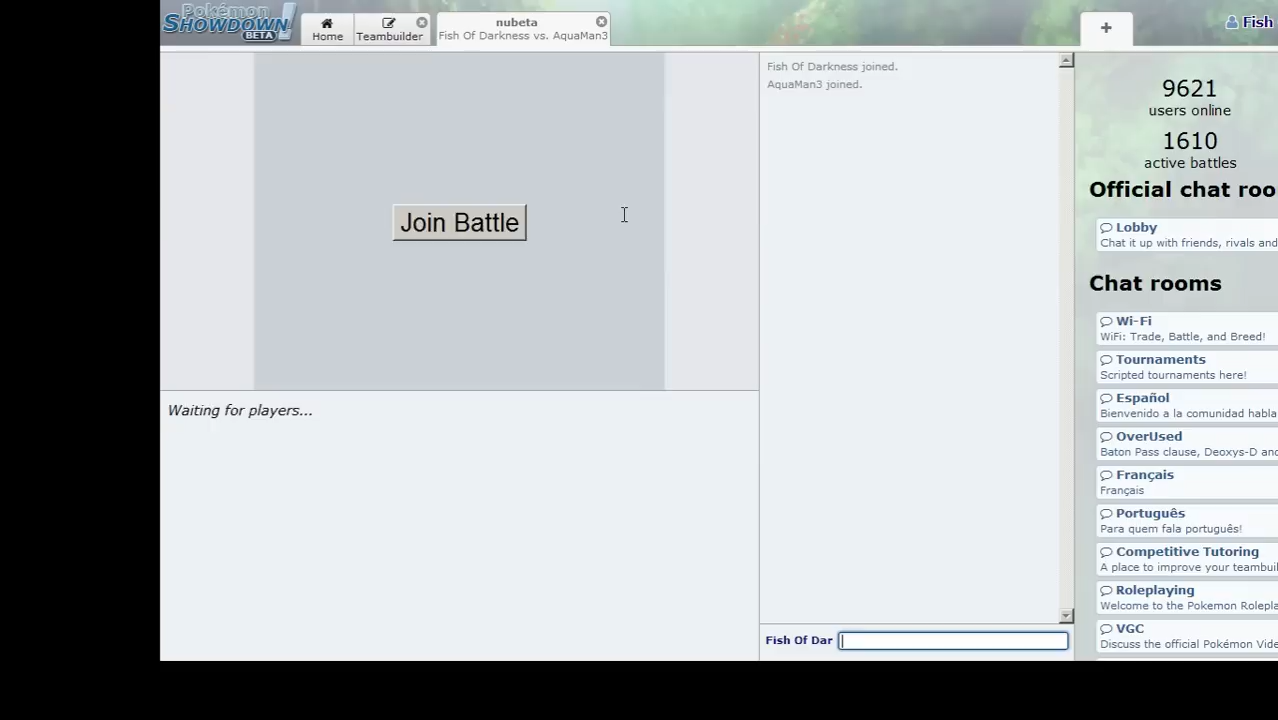 Pokémon
SHOWDOWN!
BETA
Home
Teambuilder
nubeta
Fish Of Darkness vs. AquaMan3
+
Fish
Fish Of Darkness joined.
AquaMan3 joined.
Join Battle
Waiting for players...
Fish Of Dar
9621
users online
1610
active battles
Official chat roo
Lobby
Chat it up with friends, rivals and
Chat rooms
Wi-Fi
WiFi: Trade, Battle, and Breed!
Tournaments
Scripted tournaments here!
Español
Bienvenido a la comunidad habla
OverUsed
Baton Pass clause, Deoxys-D and
Français
Français
Português
Para quem fala português!
Competitive Tutoring
A place to improve your teambuil
Roleplaying
Welcome to the Pokemon Rolepla
VGC
Discuss the official Pokémon Vide